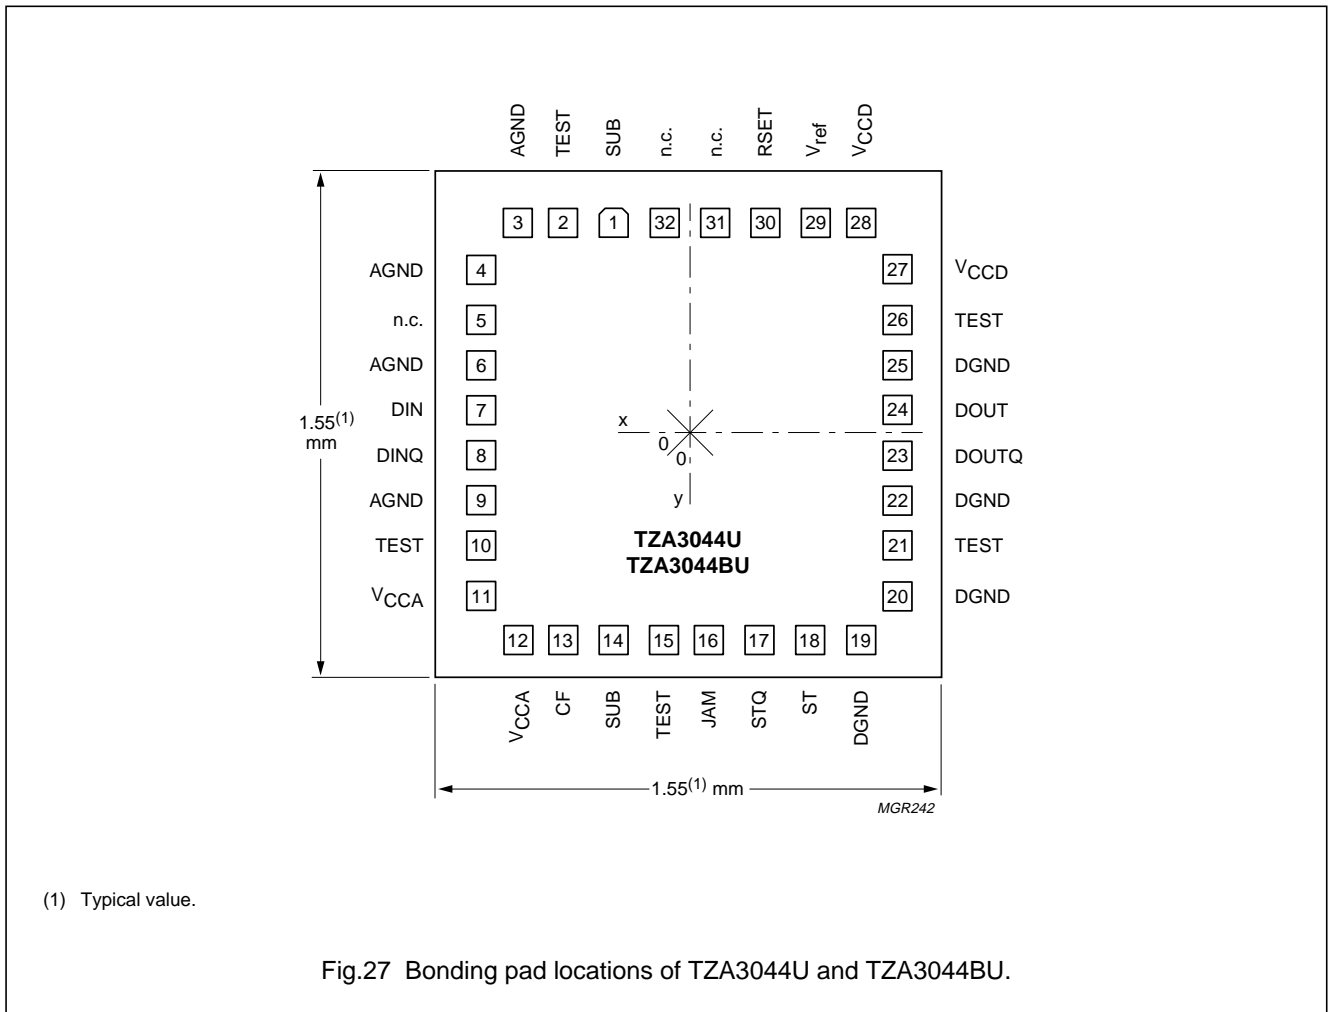 AGND TEST SUB n.c. n.c. RSET Vref VCCD
3 2 1 32 31 30 29 28
AGND 4 27 VCCD
n.c. 5 26 TEST
AGND 6 25 DGND
DIN 7 24 DOUT
1.55(1)
mm
x
0
0
y
DINQ 8 23 DOUTQ
AGND 9 22 DGND
TZA3044U
TZA3044BU
TEST 10 21 TEST
VCCA 11 20 DGND
12 13 14 15 16 17 18 19
VCCA CF SUB TEST JAM STQ ST DGND
1.55(1) mm
MGR242
(1) Typical value.
Fig.27 Bonding pad locations of TZA3044U and TZA3044BU.